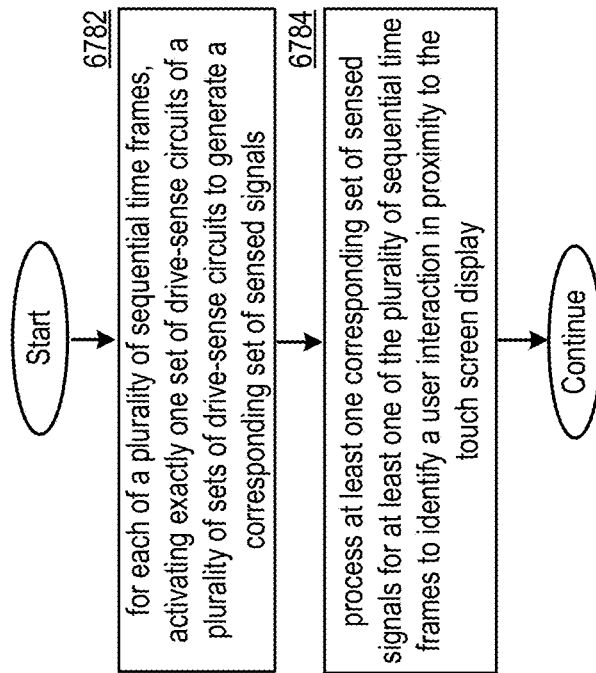 Start
6782
for each of a plurality of sequential time frames,
activating exactly one set of drive-sense circuits of a
plurality of sets of drive-sense circuits to generate a
corresponding set of sensed signals
6784
process at least one corresponding set of sensed
signals for at least one of the plurality of sequential time
frames to identify a user interaction in proximity to the
touch screen display
Continue